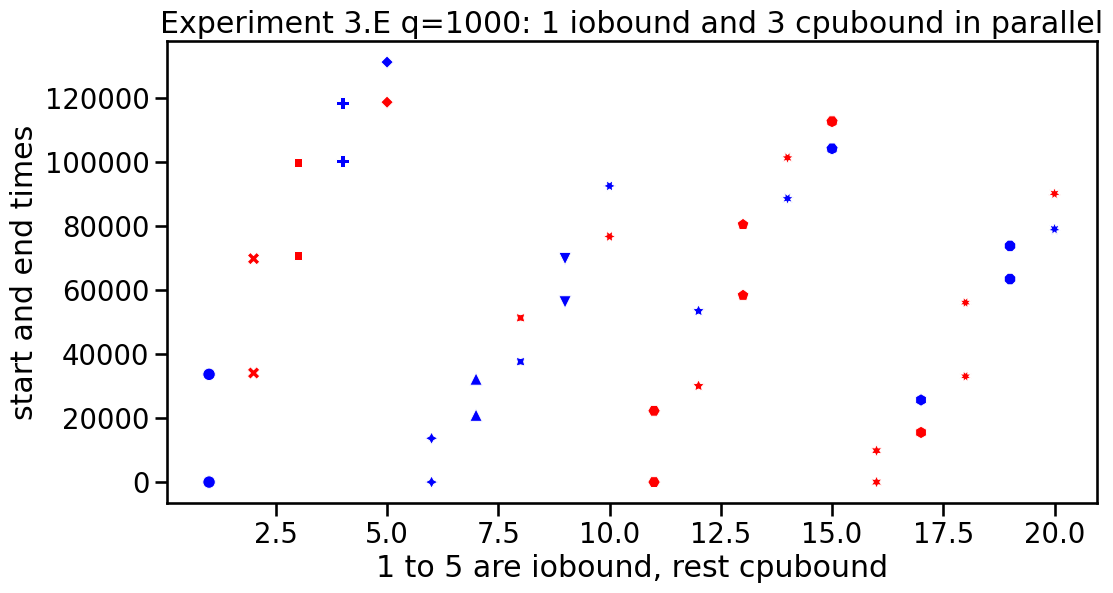 Experiment 3.E q=1000: 1 iobound and 3 cpubound in parallel
start and end times
120000
100000
80000
60000
40000
20000
0
2.5 5.0 7.5 10.0 12.5 15.0 17.5 20.0
1 to 5 are iobound, rest cpubound